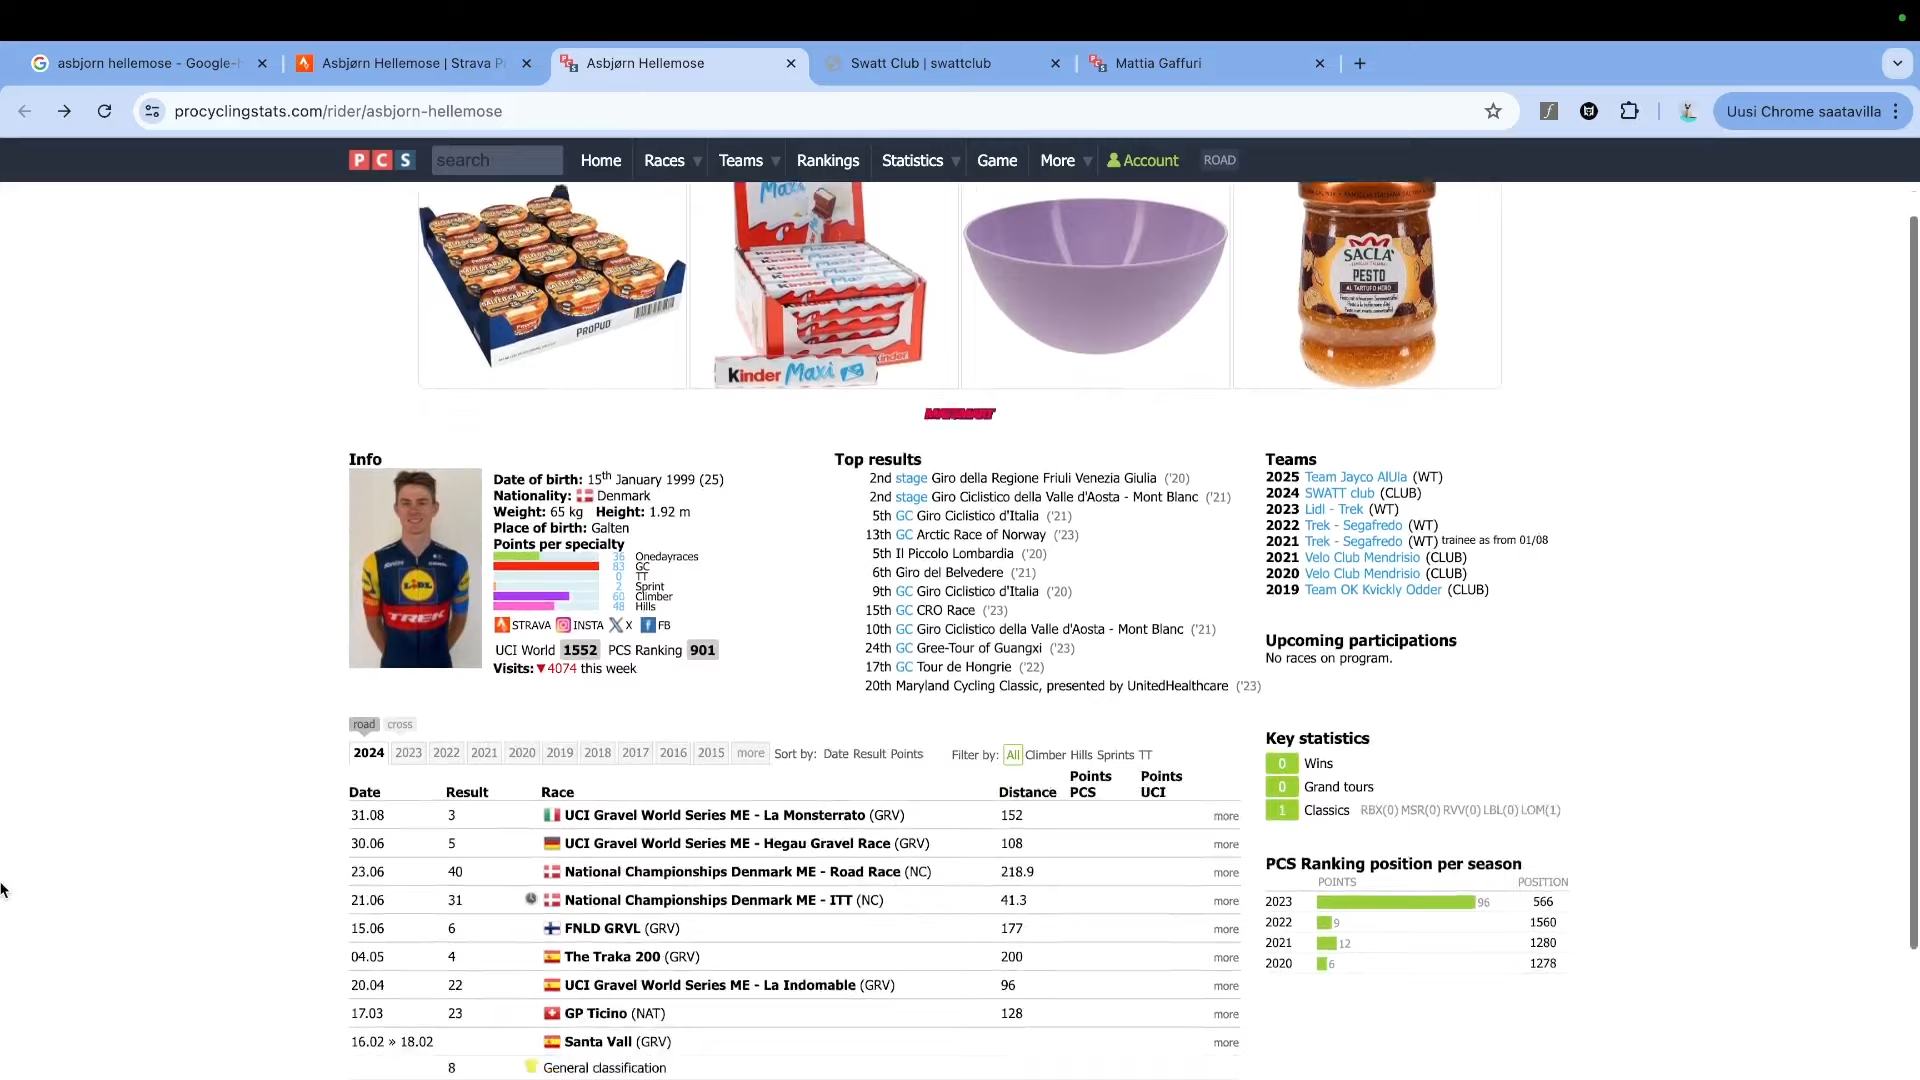 asbjorn hellemose - Google-h
Asbjørn Hellemose | Strava Pr
Asbjørn Hellemose
Swatt Club | swattclub
Mattia Gaffuri
procyclingstats.com/rider/asbjorn-hellemose
Uusi Chrome saatavilla
P C S
search
Home
Races
Teams
Rankings
Statistics
Game
More
Account
ROAD
PROPUD
Maxi
Kinder
Kinder Maxi
SACLÀ
PESTO
AL TARTUFO NERO
MATSMART
Info
Date of birth: 15th January 1999 (25)
Nationality: Denmark
Weight: 65 kg Height: 1.92 m
Place of birth: Galten
Points per specialty
36 Onedayraces
83 GC
0 TT
2 Sprint
60 Climber
48 Hills
STRAVA INSTA X FB
UCI World 1552 PCS Ranking 901
Visits: ▼4074 this week
LIDL
TREK
Top results
2nd stage Giro della Regione Friuli Venezia Giulia ('20)
2nd stage Giro Ciclistico della Valle d'Aosta - Mont Blanc ('21)
5th GC Giro Ciclistico d'Italia ('21)
13th GC Arctic Race of Norway ('23)
5th Il Piccolo Lombardia ('20)
6th Giro del Belvedere ('21)
9th GC Giro Ciclistico d'Italia ('20)
15th GC CRO Race ('23)
10th GC Giro Ciclistico della Valle d'Aosta - Mont Blanc ('21)
24th GC Gree-Tour of Guangxi ('23)
17th GC Tour de Hongrie ('22)
20th Maryland Cycling Classic, presented by UnitedHealthcare ('23)
Teams
2025 Team Jayco AlUla (WT)
2024 SWATT club (CLUB)
2023 Lidl - Trek (WT)
2022 Trek - Segafredo (WT)
2021 Trek - Segafredo (WT) trainee as from 01/08
2021 Velo Club Mendrisio (CLUB)
2020 Velo Club Mendrisio (CLUB)
2019 Team OK Kvickly Odder (CLUB)
Upcoming participations
No races on program.
road cross
2024 2023 2022 2021 2020 2019 2018 2017 2016 2015 more Sort by: Date Result Points Filter by: All Climber Hills Sprints TT
Date Result Race Distance Points PCS Points UCI
31.08 3 UCI Gravel World Series ME - La Monsterrato (GRV) 152 more
30.06 5 UCI Gravel World Series ME - Hegau Gravel Race (GRV) 108 more
23.06 40 National Championships Denmark ME - Road Race (NC) 218.9 more
21.06 31 National Championships Denmark ME - ITT (NC) 41.3 more
15.06 6 FNLD GRVL (GRV) 177 more
04.05 4 The Traka 200 (GRV) 200 more
20.04 22 UCI Gravel World Series ME - La Indomable (GRV) 96 more
17.03 23 GP Ticino (NAT) 128 more
16.02 » 18.02 Santa Vall (GRV) more
8 General classification
Key statistics
0 Wins
0 Grand tours
1 Classics RBX(0) MSR(0) RVV(0) LBL(0) LOM(1)
PCS Ranking position per season
POINTS POSITION
2023 96 566
2022 9 1560
2021 12 1280
2020 6 1278